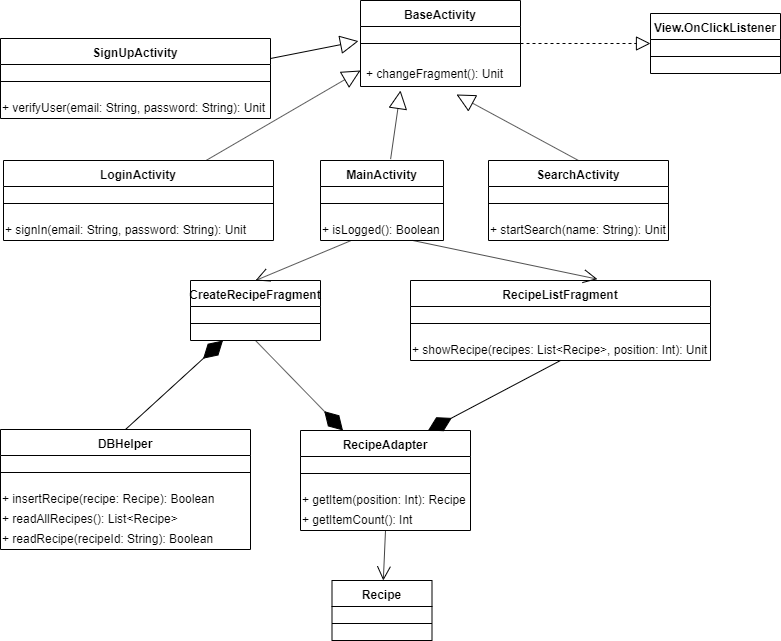 BaseActivity
+ changeFragment(): Unit
View.OnClickListener
SignUpActivity
+ verifyUser(email: String, password: String): Unit
LoginActivity
+ signIn(email: String, password: String): Unit
MainActivity
+ isLogged(): Boolean
SearchActivity
+ startSearch(name: String): Unit
CreateRecipeFragment
RecipeListFragment
+ showRecipe(recipes: List<Recipe>, position: Int): Unit
DBHelper
+ insertRecipe(recipe: Recipe): Boolean
+ readAllRecipes(): List<Recipe>
+ readRecipe(recipeId: String): Boolean
RecipeAdapter
+ getItem(position: Int): Recipe
+ getItemCount(): Int
Recipe